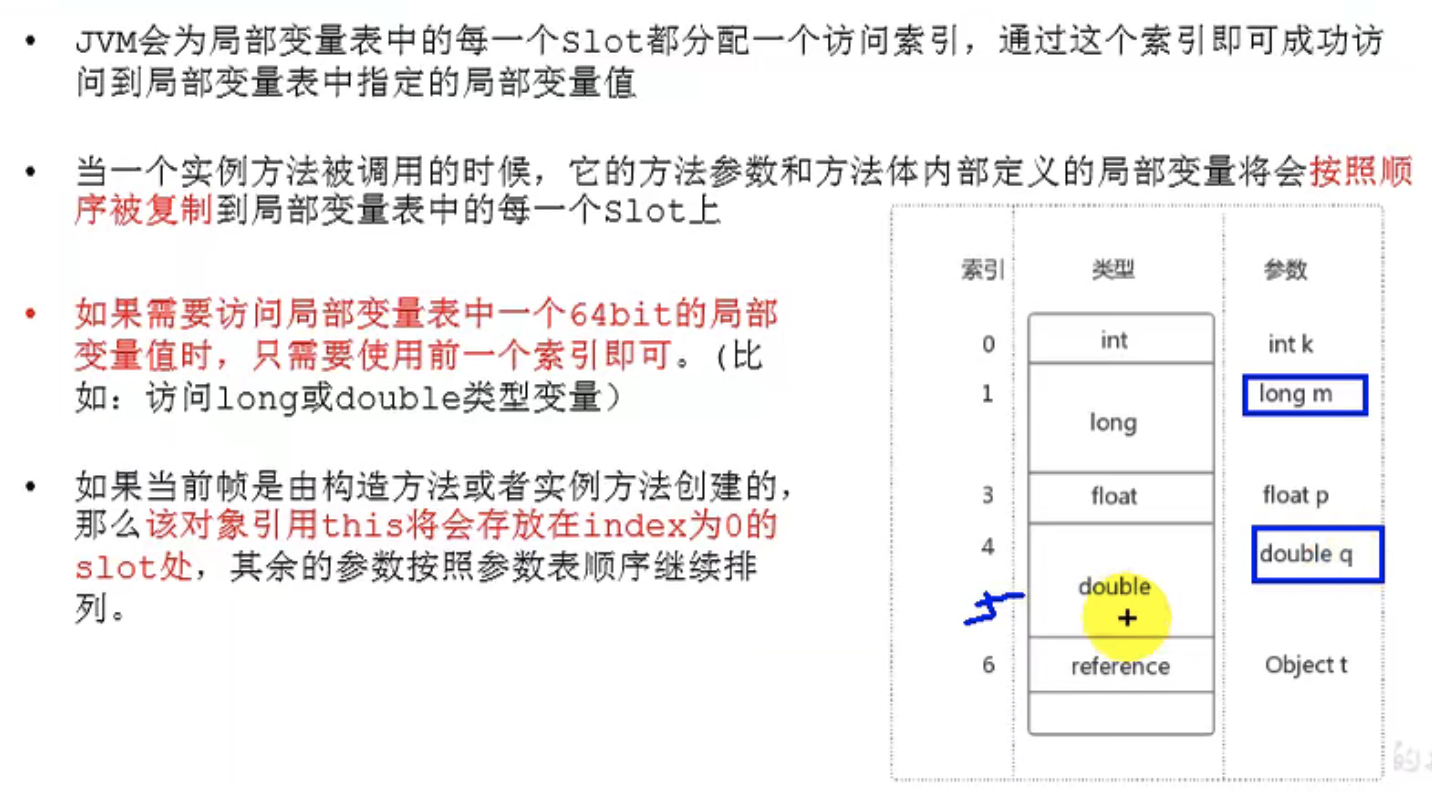 • JVM会为局部变量表中的每一个Slot都分配一个访问索引，通过这个索引即可成功访
问到局部变量表中指定的局部变量值
• 当一个实例方法被调用的时候，它的方法参数和方法体内部定义的局部变量将会按照顺
序被复制到局部变量表中的每一个Slot上
• 如果需要访问局部变量表中一个64bit的局部
变量值时，只需要使用前一个索引即可。(比
如：访问long或double类型变量）
• 如果当前帧是由构造方法或者实例方法创建的，
那么该对象引用this将会存放在index为0的
slot处，其余的参数按照参数表顺序继续排
列。
索引 类型 参数
0 int int k
1 long long m
3 float float p
4 double double q
5
6 reference Object t